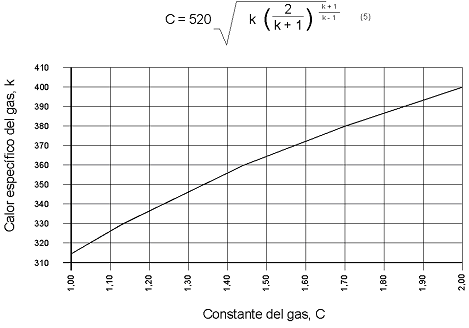 C = 520 √ k ( 2 / k + 1 ) k + 1 / k - 1 (5)
Calor específico del gas, k
410
400
390
380
370
360
350
340
330
320
310
1,00 1,10 1,20 1,30 1,40 1,50 1,60 1,70 1,80 1,90 2,00
Constante del gas, C